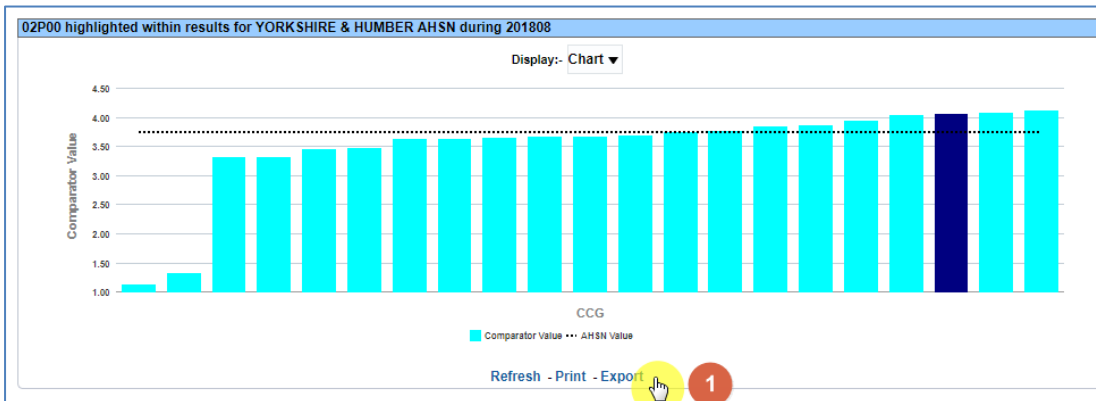 02P00 highlighted within results for YORKSHIRE & HUMBER AHSN during 201808
Display:- Chart
4.50
4.00
3.50
3.00
2.50
2.00
1.50
1.00
Comparator Value
CCG
Comparator Value AHSN Value
Refresh - Print - Export
1